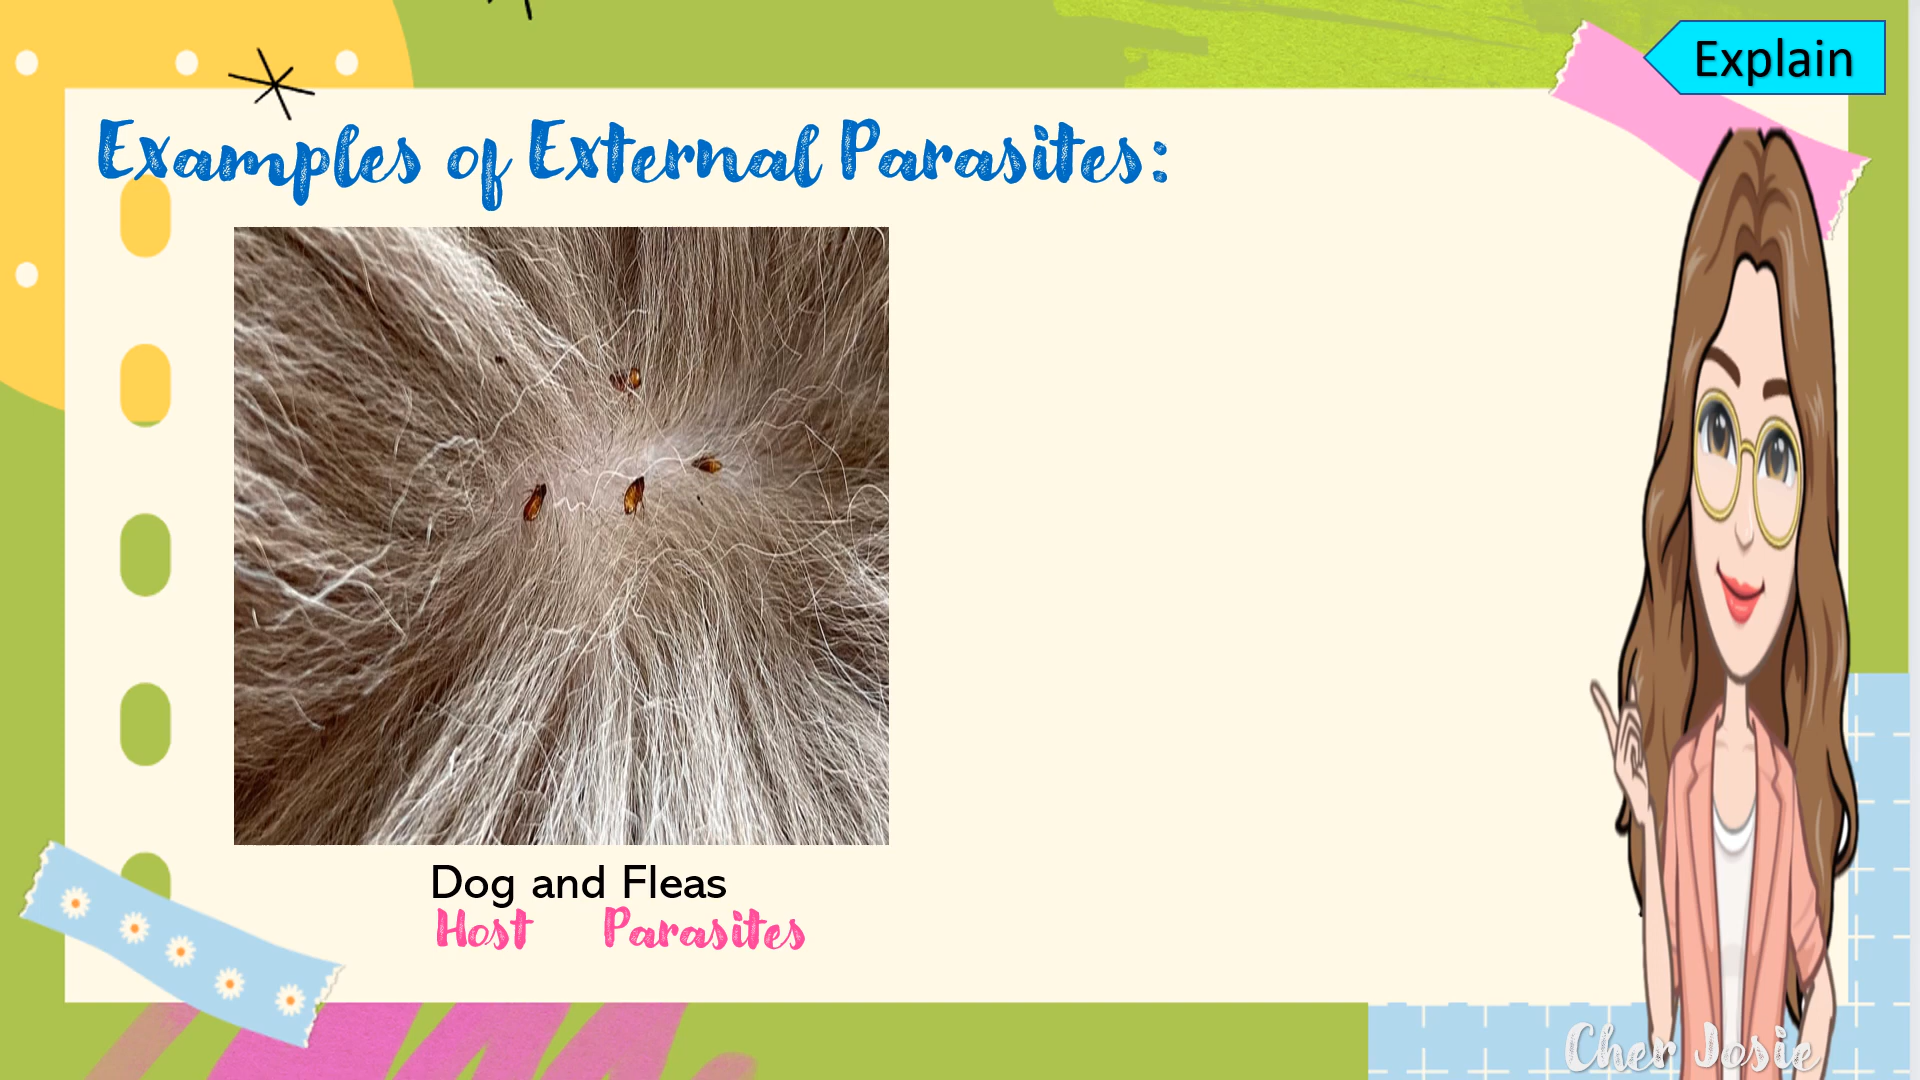 Explain
Examples of External Parasites:
Dog and Fleas
Host Parasites
Cher Josie